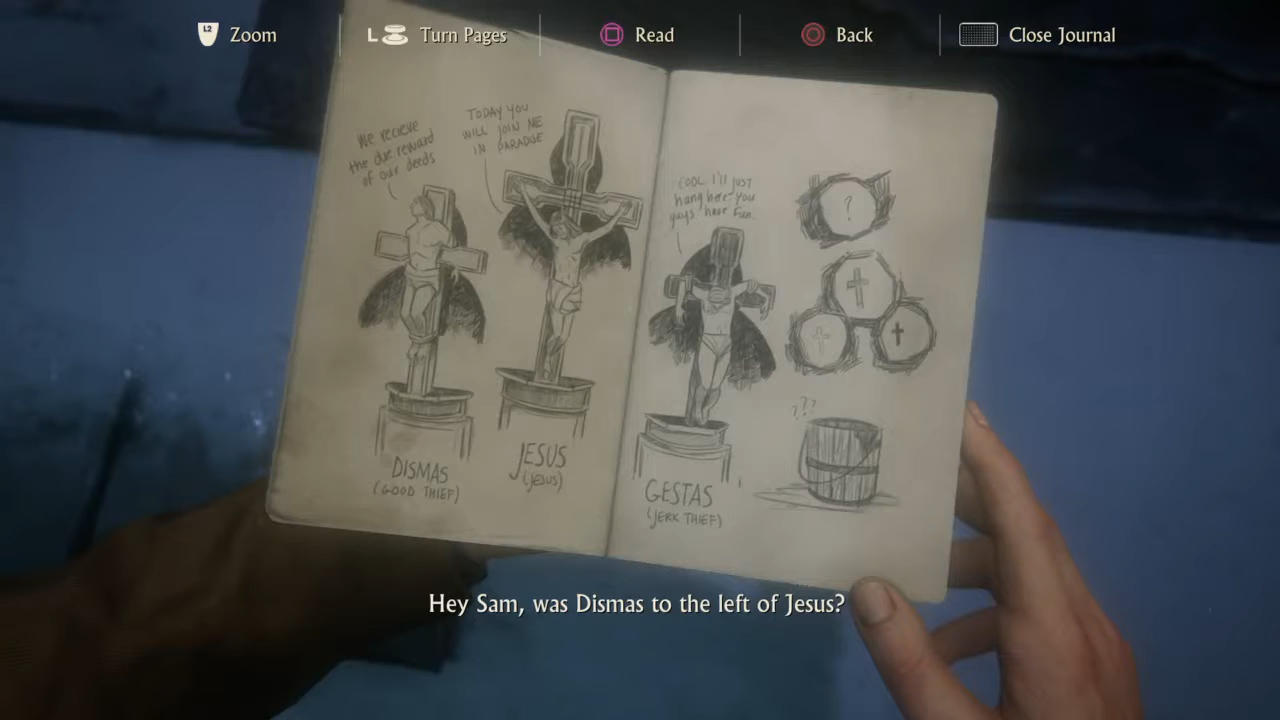 L2 Zoom
L Turn Pages
Read
Back
Close Journal
We recieve
the due reward
of our deeds
TODAY YOU
WILL JOIN ME
IN PARADISE
COOL. I'll JUST
hang here. you
guys have fun.
?
DISMAS
(GOOD THIEF)
JESUS
(JESUS)
GESTAS
(JERK THIEF)
???
Hey Sam, was Dismas to the left of Jesus?